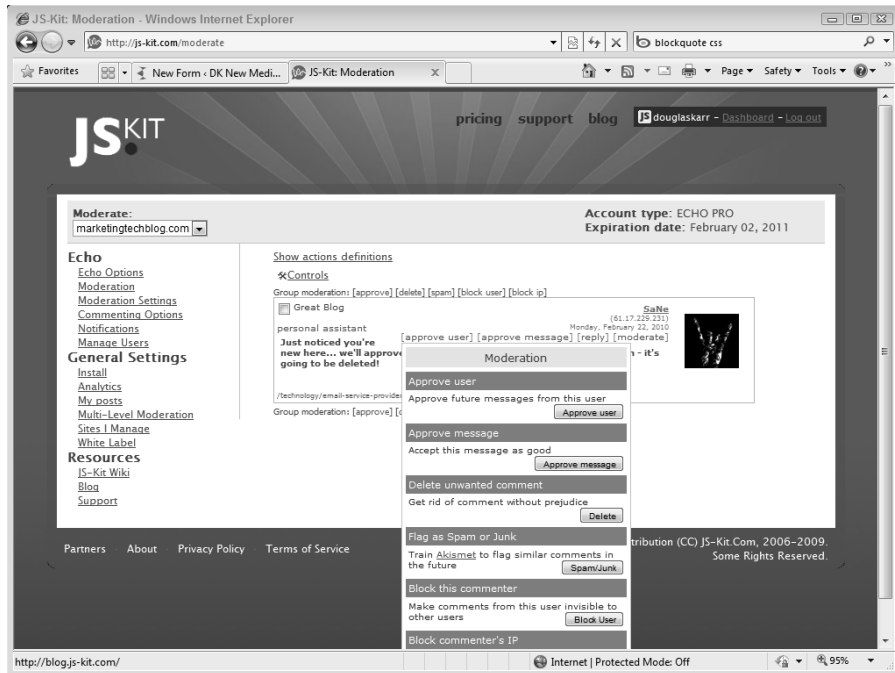 JS-Kit: Moderation - Windows Internet Explorer
http://js-kit.com/moderate
blockquote css
Favorites
New Form ‹ DK New Medi...
JS-Kit: Moderation
X
Page
Safety
Tools
»
JSKIT
pricing support blog
JS douglaskarr - Dashboard - Log out
Moderate:
marketingtechblog.com
Account type: ECHO PRO
Expiration date: February 02, 2011
Echo
Echo Options
Moderation
Moderation Settings
Commenting Options
Notifications
Manage Users
General Settings
Install
Analytics
My posts
Multi-Level Moderation
Sites I Manage
White Label
Resources
JS-Kit Wiki
Blog
Support
Show actions definitions
Controls
Group moderation: [approve] [delete] [spam] [block user] [block ip]
Great Blog
SaNe
(61.17.229.231)
personal assistant
Monday, February 22, 2010
[approve user] [approve message] [reply] [moderate]
Just noticed you're
new here... we'll approve
n - it's
going to be deleted!
/technology/email-service-provider
Group moderation: [approve] [
Moderation
Approve user
Approve future messages from this user
Approve user
Approve message
Accept this message as good
Approve message
Delete unwanted comment
Get rid of comment without prejudice
Delete
Flag as Spam or Junk
Train Akismet to flag similar comments in
the future
Spam/Junk
Block this commenter
Make comments from this user invisible to
other users
Block User
Block commenter's IP
Partners About Privacy Policy Terms of Service
tribution (CC) JS-Kit.Com, 2006-2009.
Some Rights Reserved.
http://blog.js-kit.com/
Internet | Protected Mode: Off
95%